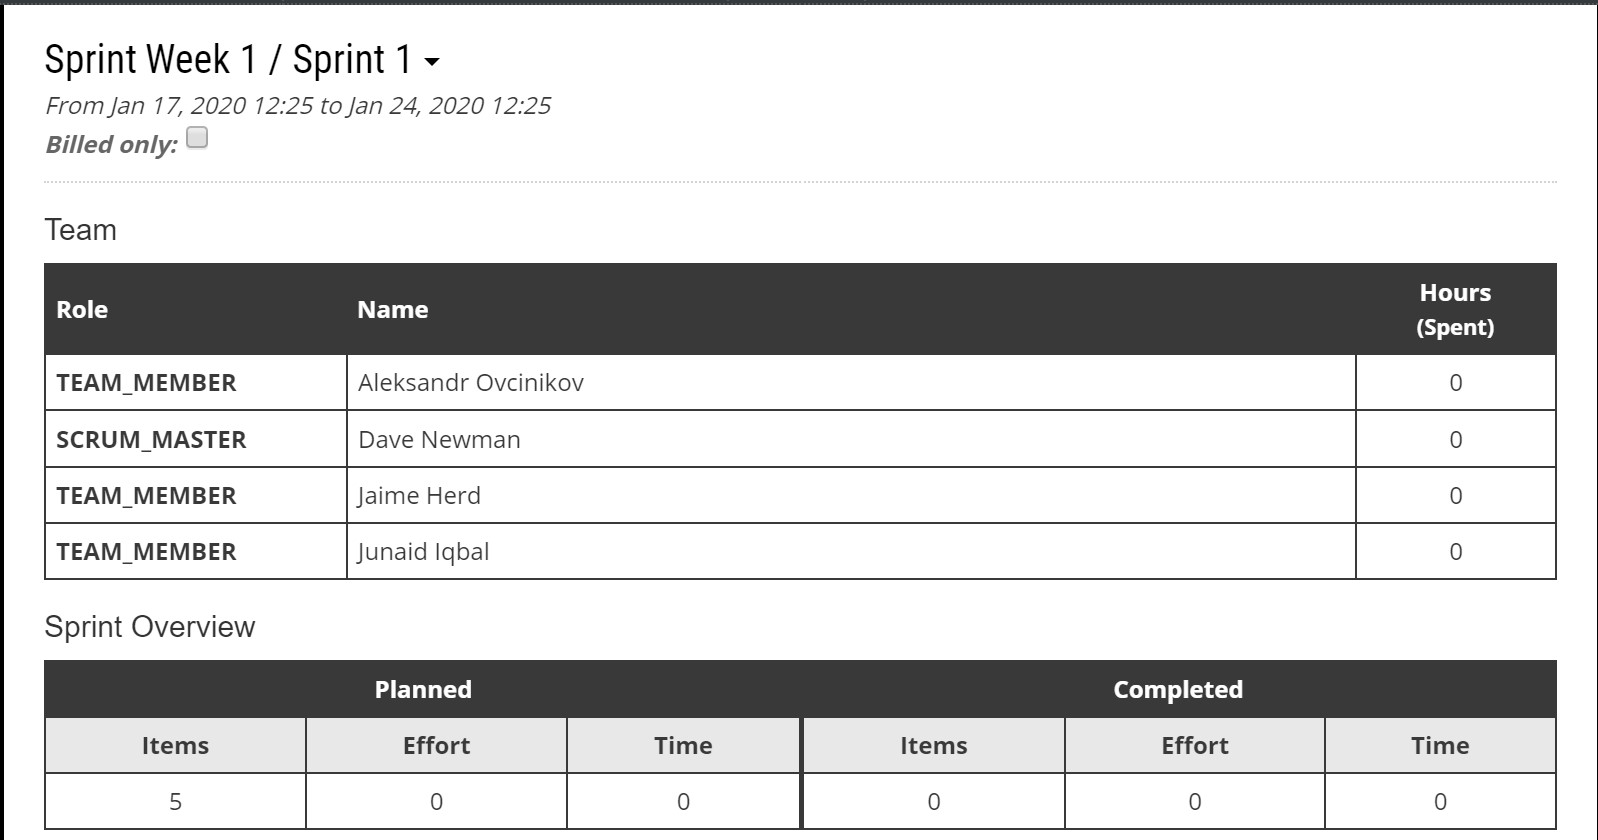 Sprint Week 1 / Sprint 1
From Jan 17, 2020 12:25 to Jan 24, 2020 12:25
Billed only:
Team
Role Name Hours (Spent)
TEAM_MEMBER Aleksandr Ovcinikov 0
SCRUM_MASTER Dave Newman 0
TEAM_MEMBER Jaime Herd 0
TEAM_MEMBER Junaid Iqbal 0
Sprint Overview
Planned Completed
Items Effort Time Items Effort Time
5 0 0 0 0 0